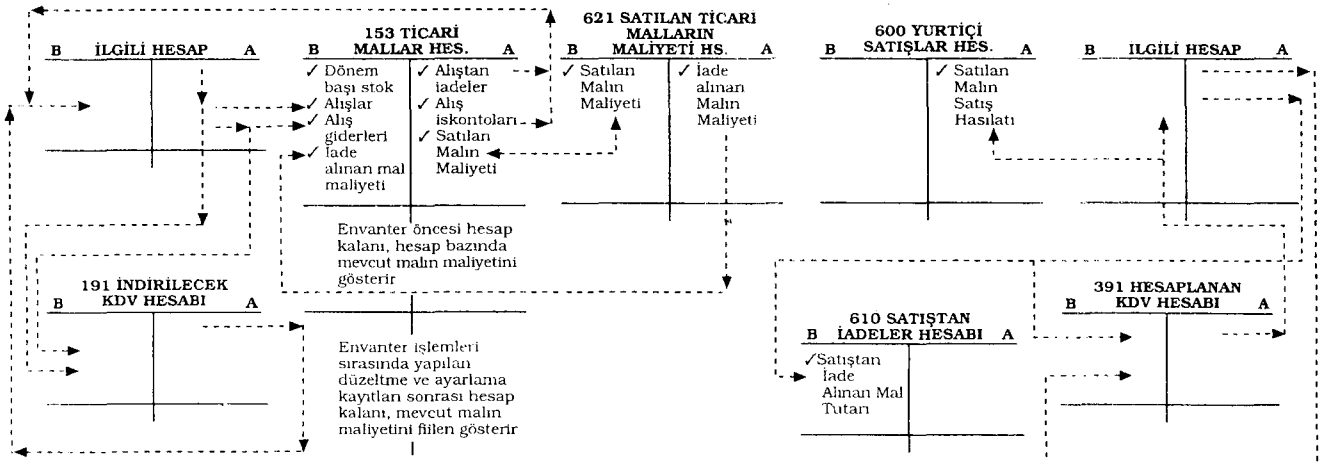 B İLGİLİ HESAP A
153 TİCARİ
B MALLAR HES. A
✓ Dönem
başı stok
✓ Alışlar
✓ Alış
giderleri
✓ İade
alınan mal
maliyeti
✓ Alıştan
iadeler
✓ Alış
iskontoları
✓ Satılan
Malın
Maliyeti
Envanter öncesi hesap
kalanı, hesap bazında
mevcut malın maliyetini
gösterir
Envanter işlemleri
sırasında yapılan
düzeltme ve ayarlama
kayıtları sonrası hesap
kalanı, mevcut malın
maliyetini fiilen gösterir
621 SATILAN TİCARİ
MALLARIN
B MALİYETİ HS. A
✓ Satılan
Malın
Maliyeti
✓ İade
alınan
Malın
Maliyeti
600 YURTİÇİ
B SATIŞLAR HES. A
✓ Satılan
Malın
Satış
Hasılatı
B ILGİLİ HESAP A
191 İNDİRİLECEK
B KDV HESABI A
610 SATIŞTAN
B İADELER HESABI A
✓Satıştan
İade
Alınan Mal
Tutarı
391 HESAPLANAN
B KDV HESABI A